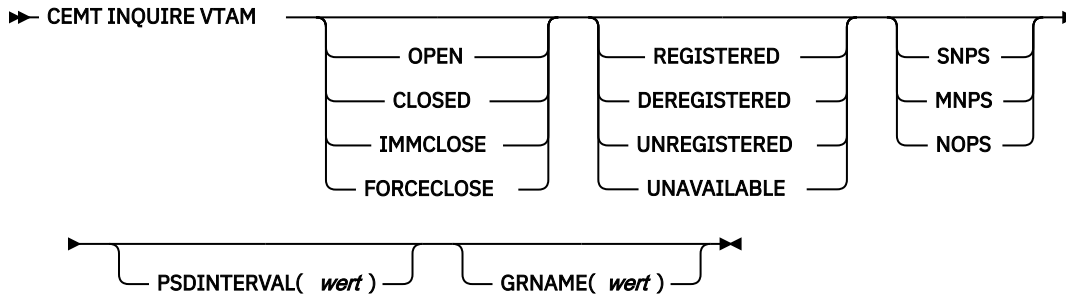 CEMT INQUIRE VTAM
OPEN
CLOSED
IMMCLOSE
FORCECLOSE
REGISTERED
DEREGISTERED
UNREGISTERED
UNAVAILABLE
SNPS
MNPS
NOPS
PSDINTERVAL( wert )
GRNAME( wert )